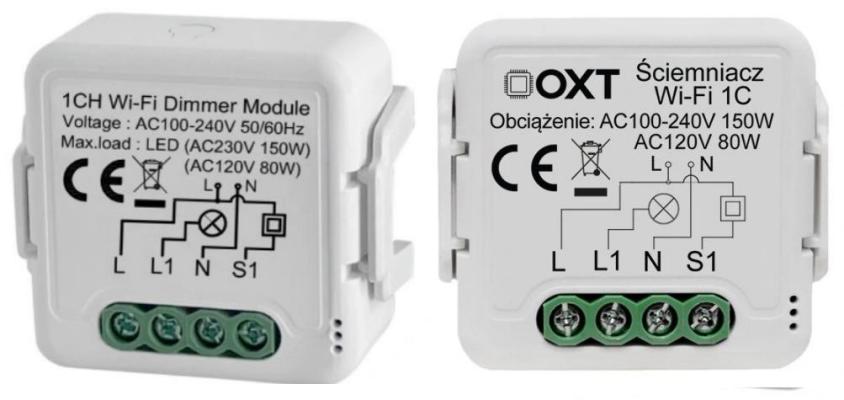 1CH Wi-Fi Dimmer Module
Voltage : AC100-240V 50/60Hz
Max.load : LED (AC230V 150W)
(AC120V 80W)
CE
L N
L L1 N S1
OXT Ściemniacz
Wi-Fi 1C
Obciążenie: AC100-240V 150W
AC120V 80W
CE
L N
L L1 N S1